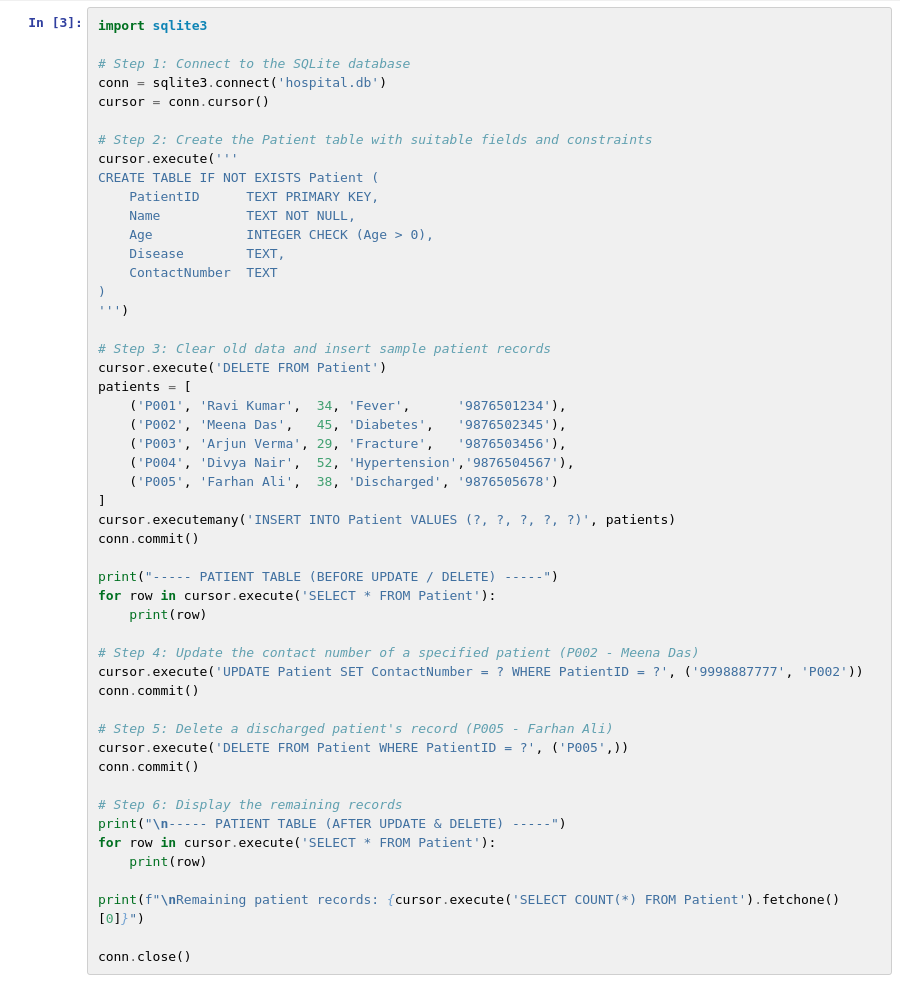 In [3]:
import sqlite3
# Step 1: Connect to the SQLite database
conn = sqlite3.connect('hospital.db')
cursor = conn.cursor()
# Step 2: Create the Patient table with suitable fields and constraints
cursor.execute('''
CREATE TABLE IF NOT EXISTS Patient (
    PatientID      TEXT PRIMARY KEY,
    Name           TEXT NOT NULL,
    Age            INTEGER CHECK (Age > 0),
    Disease        TEXT,
    ContactNumber  TEXT
)
''')
# Step 3: Clear old data and insert sample patient records
cursor.execute('DELETE FROM Patient')
patients = [
    ('P001', 'Ravi Kumar',  34, 'Fever',      '9876501234'),
    ('P002', 'Meena Das',   45, 'Diabetes',   '9876502345'),
    ('P003', 'Arjun Verma', 29, 'Fracture',   '9876503456'),
    ('P004', 'Divya Nair',  52, 'Hypertension','9876504567'),
    ('P005', 'Farhan Ali',  38, 'Discharged', '9876505678')
]
cursor.executemany('INSERT INTO Patient VALUES (?, ?, ?, ?, ?)', patients)
conn.commit()
print("----- PATIENT TABLE (BEFORE UPDATE / DELETE) -----")
for row in cursor.execute('SELECT * FROM Patient'):
    print(row)
# Step 4: Update the contact number of a specified patient (P002 - Meena Das)
cursor.execute('UPDATE Patient SET ContactNumber = ? WHERE PatientID = ?', ('9998887777', 'P002'))
conn.commit()
# Step 5: Delete a discharged patient's record (P005 - Farhan Ali)
cursor.execute('DELETE FROM Patient WHERE PatientID = ?', ('P005',))
conn.commit()
# Step 6: Display the remaining records
print("\n----- PATIENT TABLE (AFTER UPDATE & DELETE) -----")
for row in cursor.execute('SELECT * FROM Patient'):
    print(row)
print(f"\nRemaining patient records: {cursor.execute('SELECT COUNT(*) FROM Patient').fetchone()
[0]}")
conn.close()